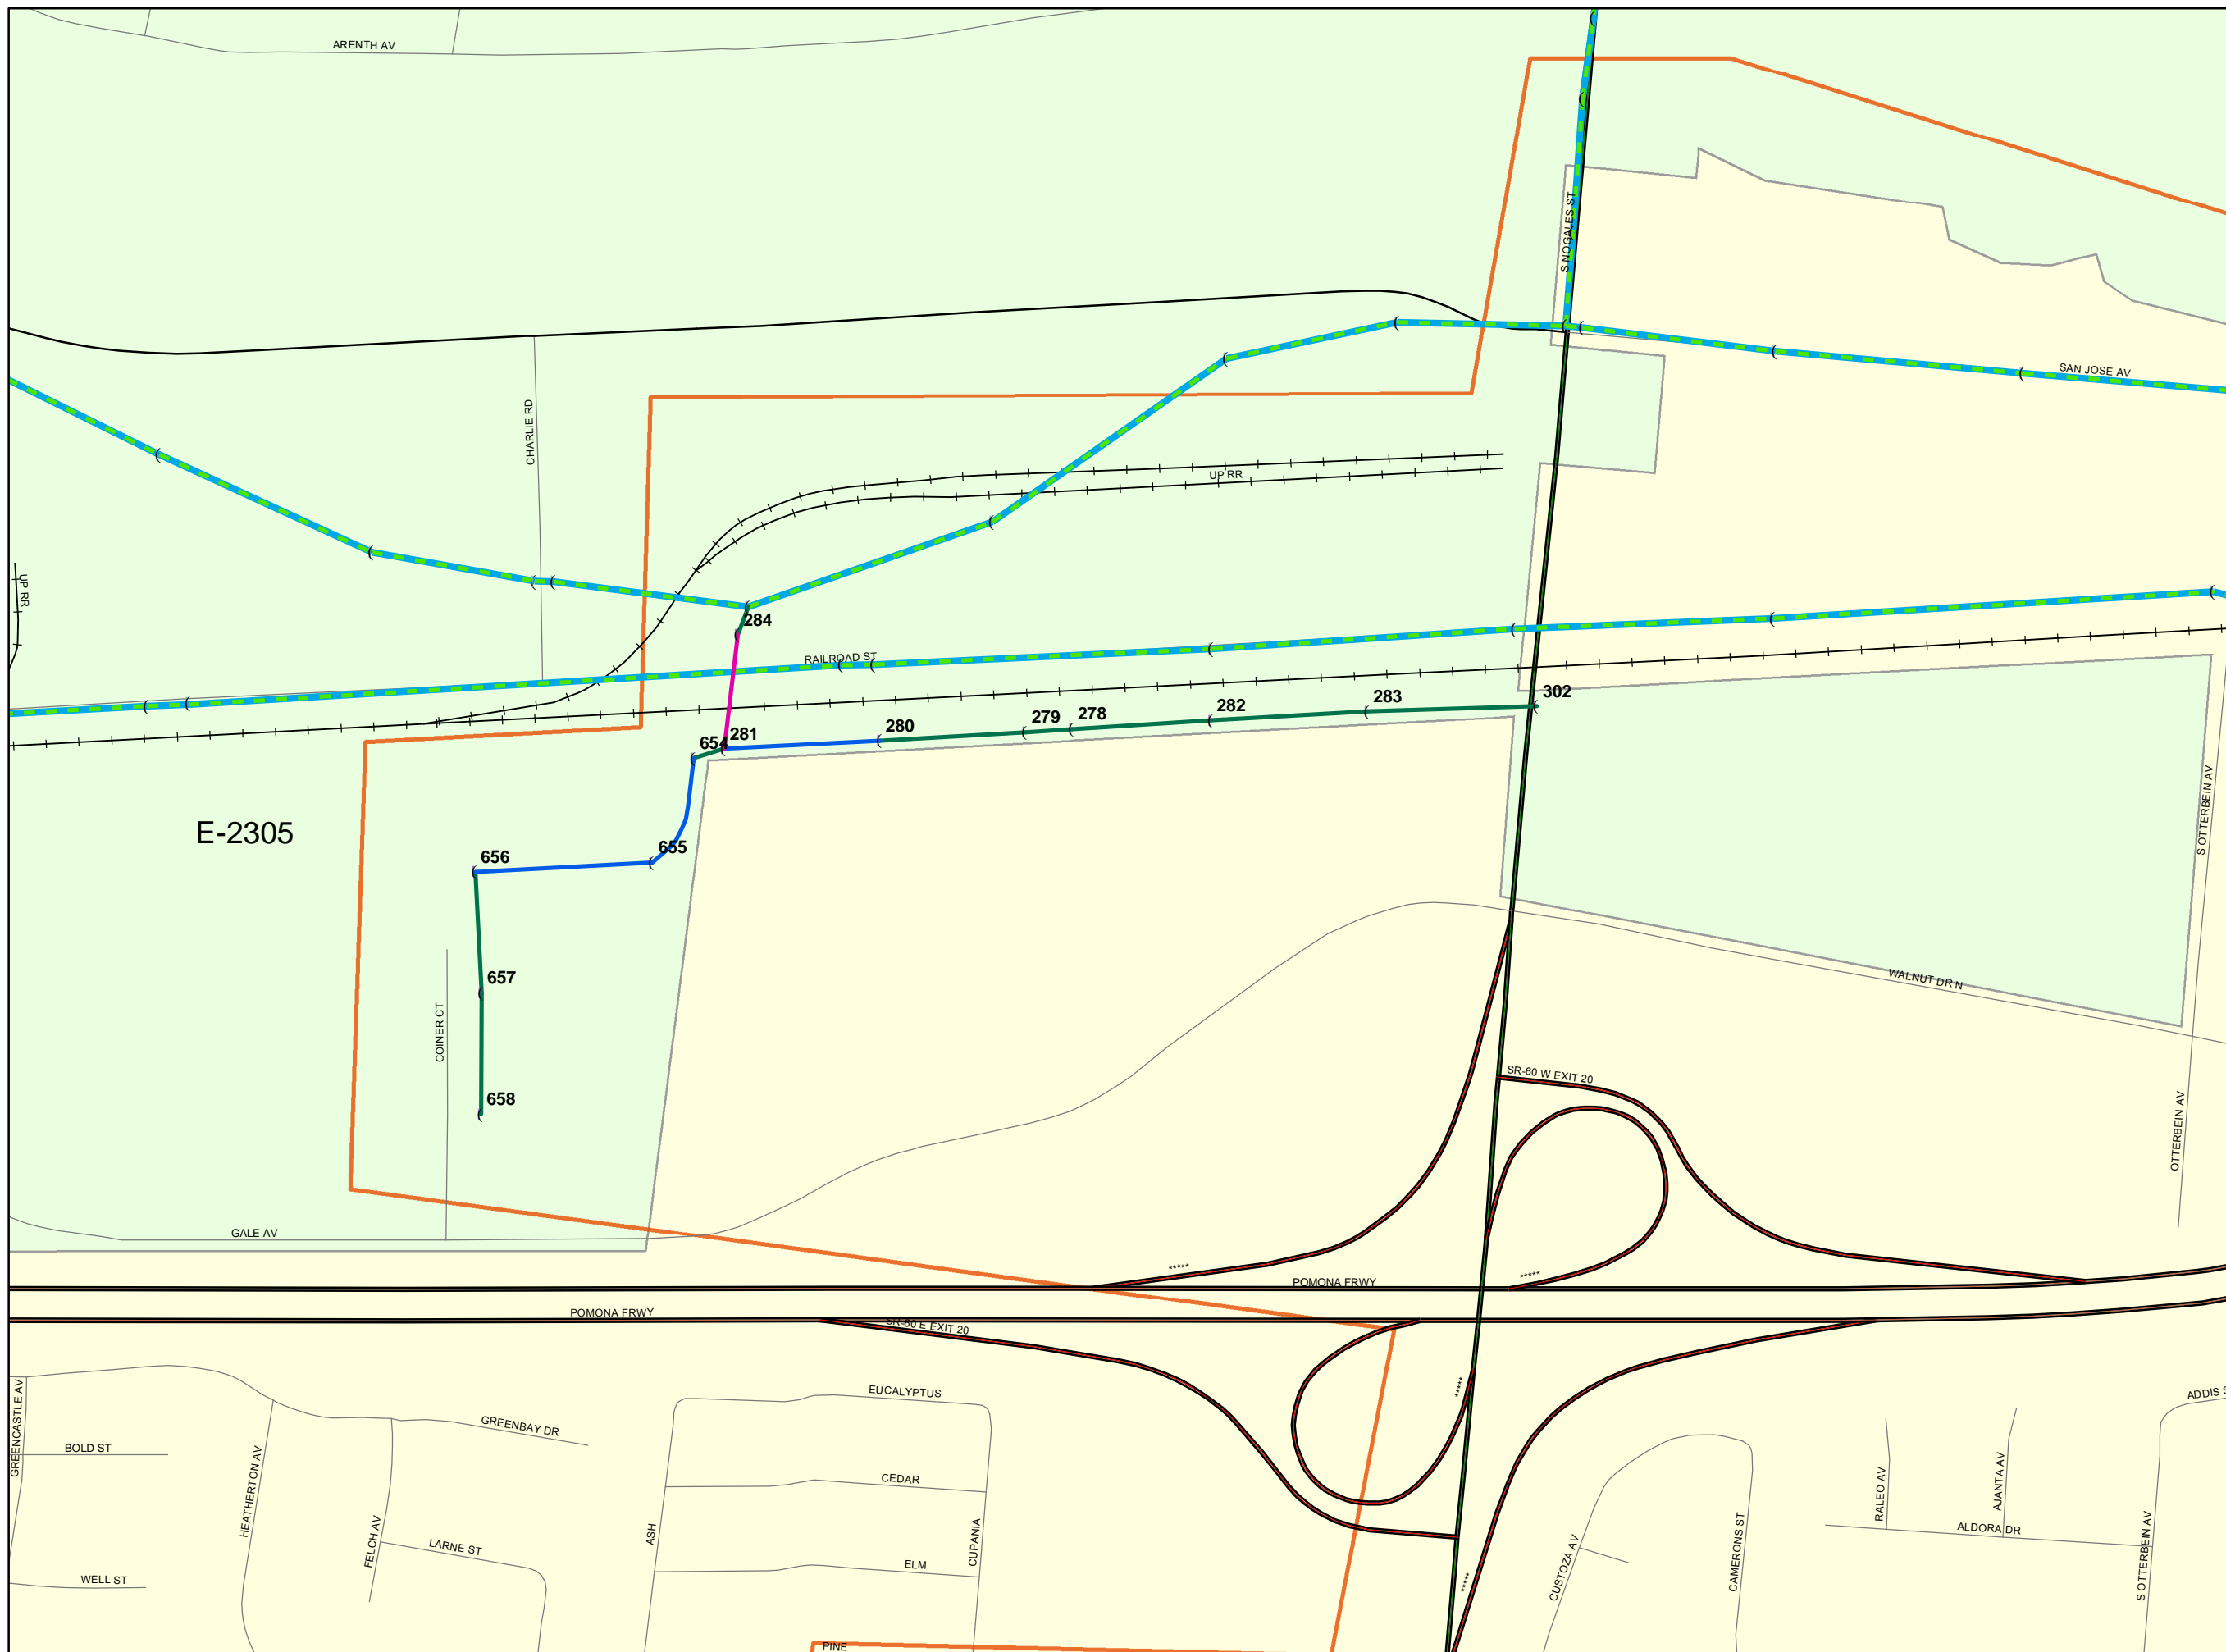 ARENTH AV
S NOGALES ST
SAN JOSE AV
CHARLIE RD
UP RR
UP RR
284
RAILROAD ST
302
283
282
278
279
280
281
654
S OTTERBEIN AV
E-2305
655
656
657
WALNUT DR N
COINER CT
SR-60 W EXIT 20
658
OTTERBEIN AV
GALE AV
*****
*****
POMONA FRWY
POMONA FRWY
SR-60 E EXIT 20
*****
EUCALYPTUS
ADDIS S
GREENCASTLE AV
GREENBAY DR
BOLD ST
HEATHERTON AV
CEDAR
RALEO AV
AJANTA AV
FELCH AV
LARNE ST
ASH
CUPANIA
ALDORA DR
ELM
CUSTOZA AV
CAMERONS ST
S OTTERBEIN AV
WELL ST
*****
PINE